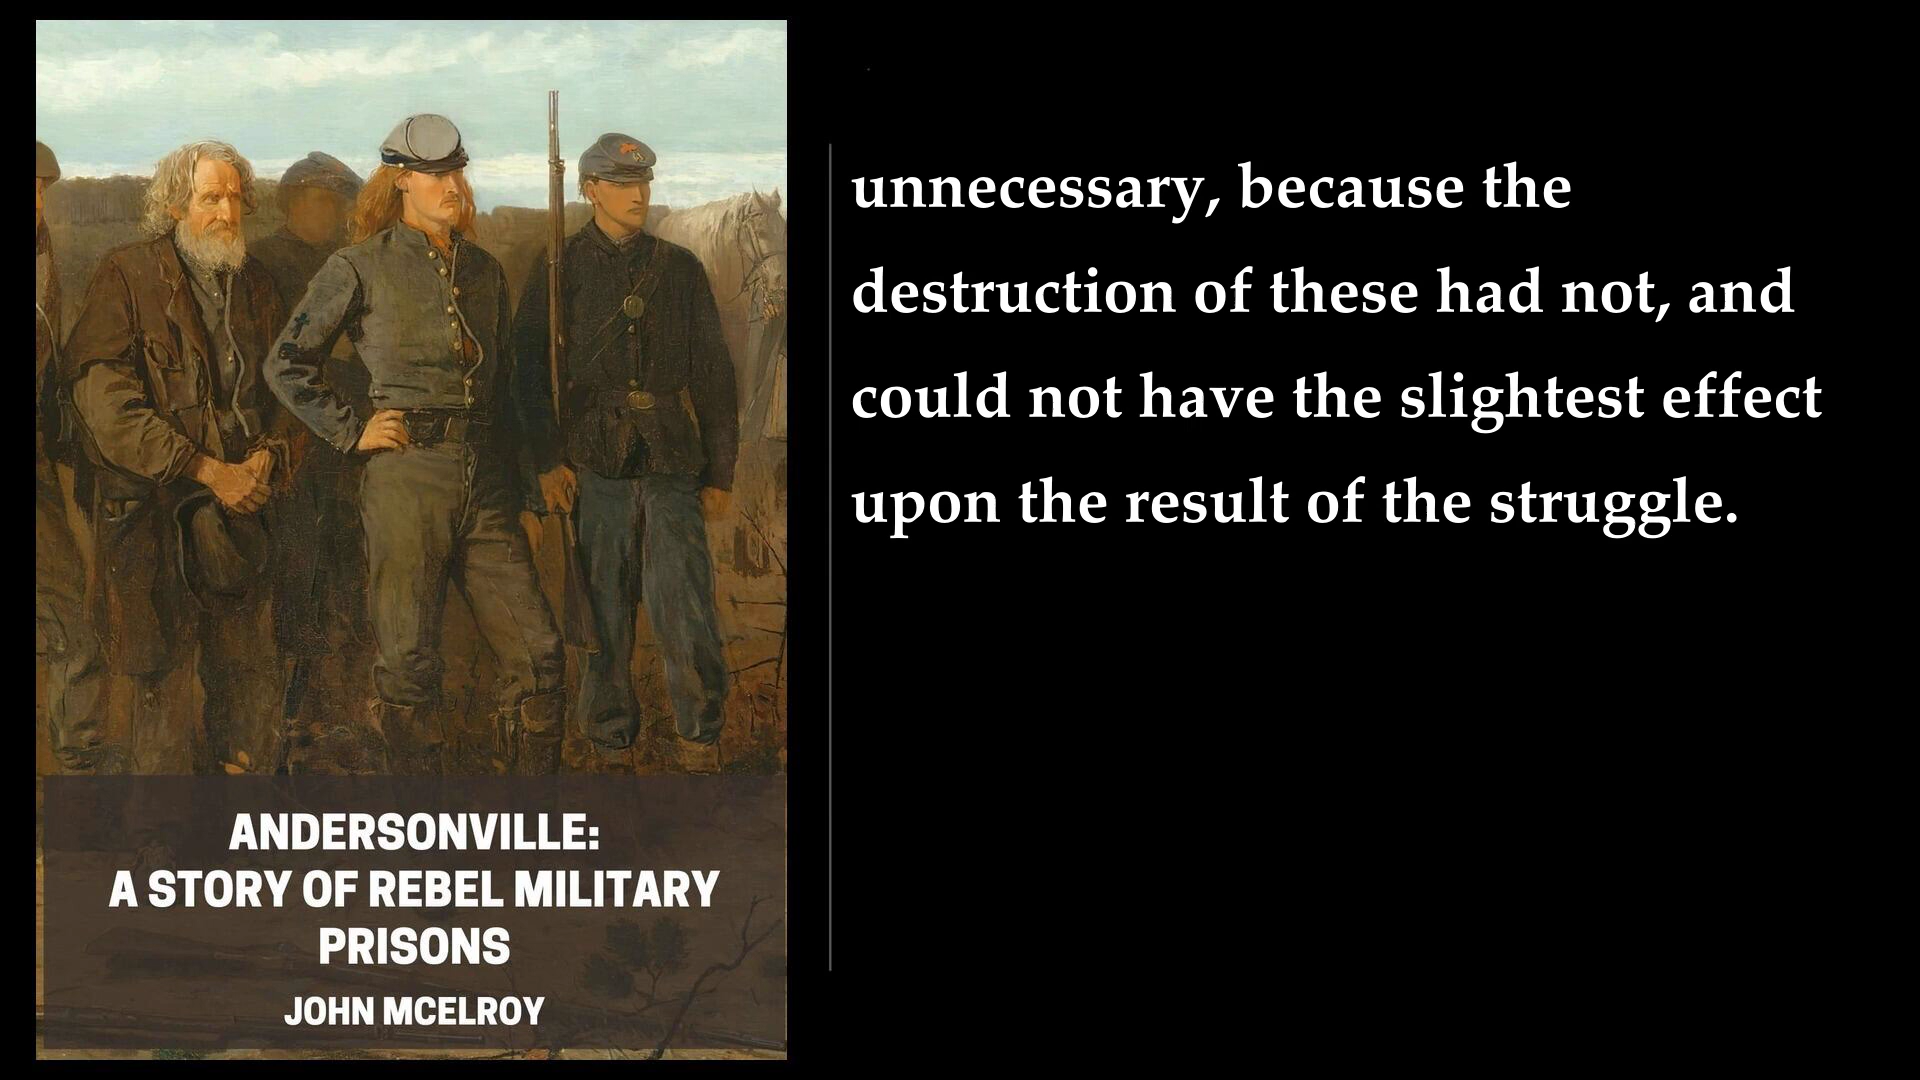 unnecessary, because the
destruction of these had not, and
could not have the slightest effect
upon the result of the struggle.
ANDERSONVILLE:
A STORY OF REBEL MILITARY
PRISONS
JOHN MCELROY